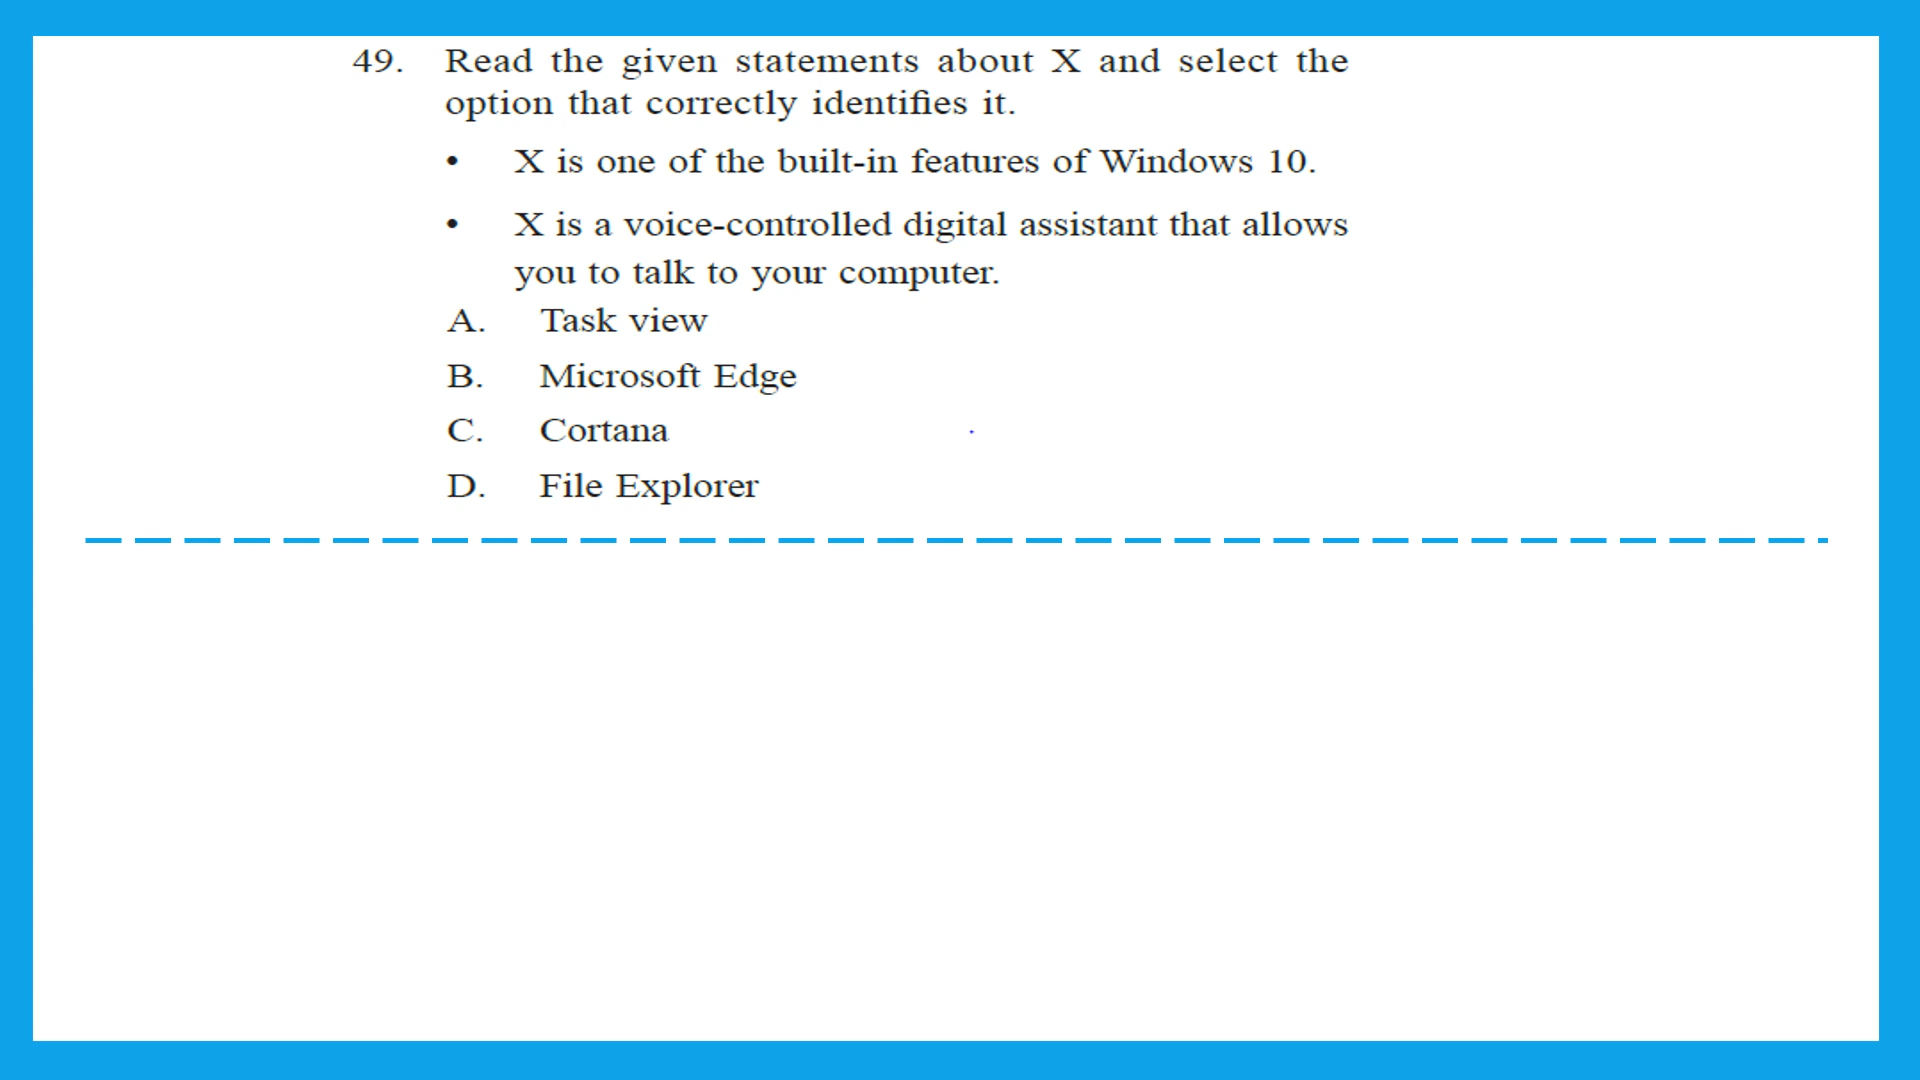 49. Read the given statements about X and select the
option that correctly identifies it.
• X is one of the built-in features of Windows 10.
• X is a voice-controlled digital assistant that allows
you to talk to your computer.
A. Task view
B. Microsoft Edge
C. Cortana
D. File Explorer